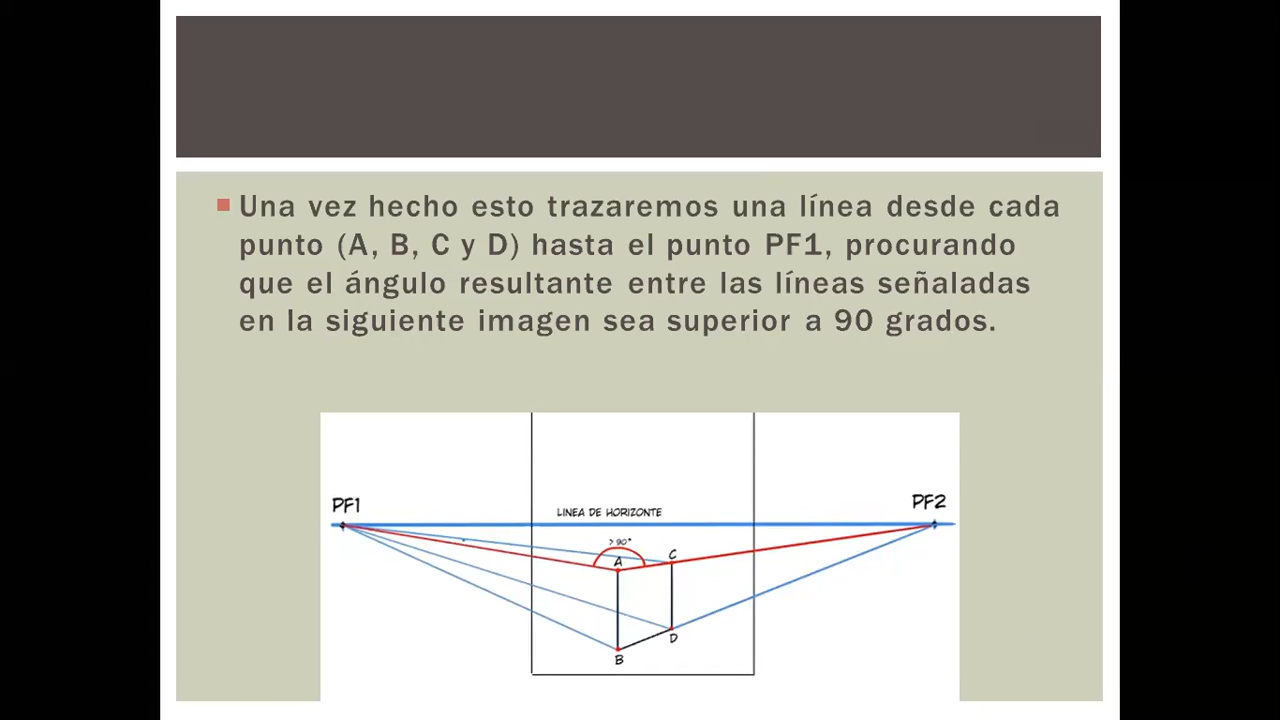 Una vez hecho esto trazaremos una línea desde cada
punto (A, B, C y D) hasta el punto PF1, procurando
que el ángulo resultante entre las líneas señaladas
en la siguiente imagen sea superior a 90 grados.
PF1
PF2
LINEA DE HORIZONTE
>90°
A
C
D
B